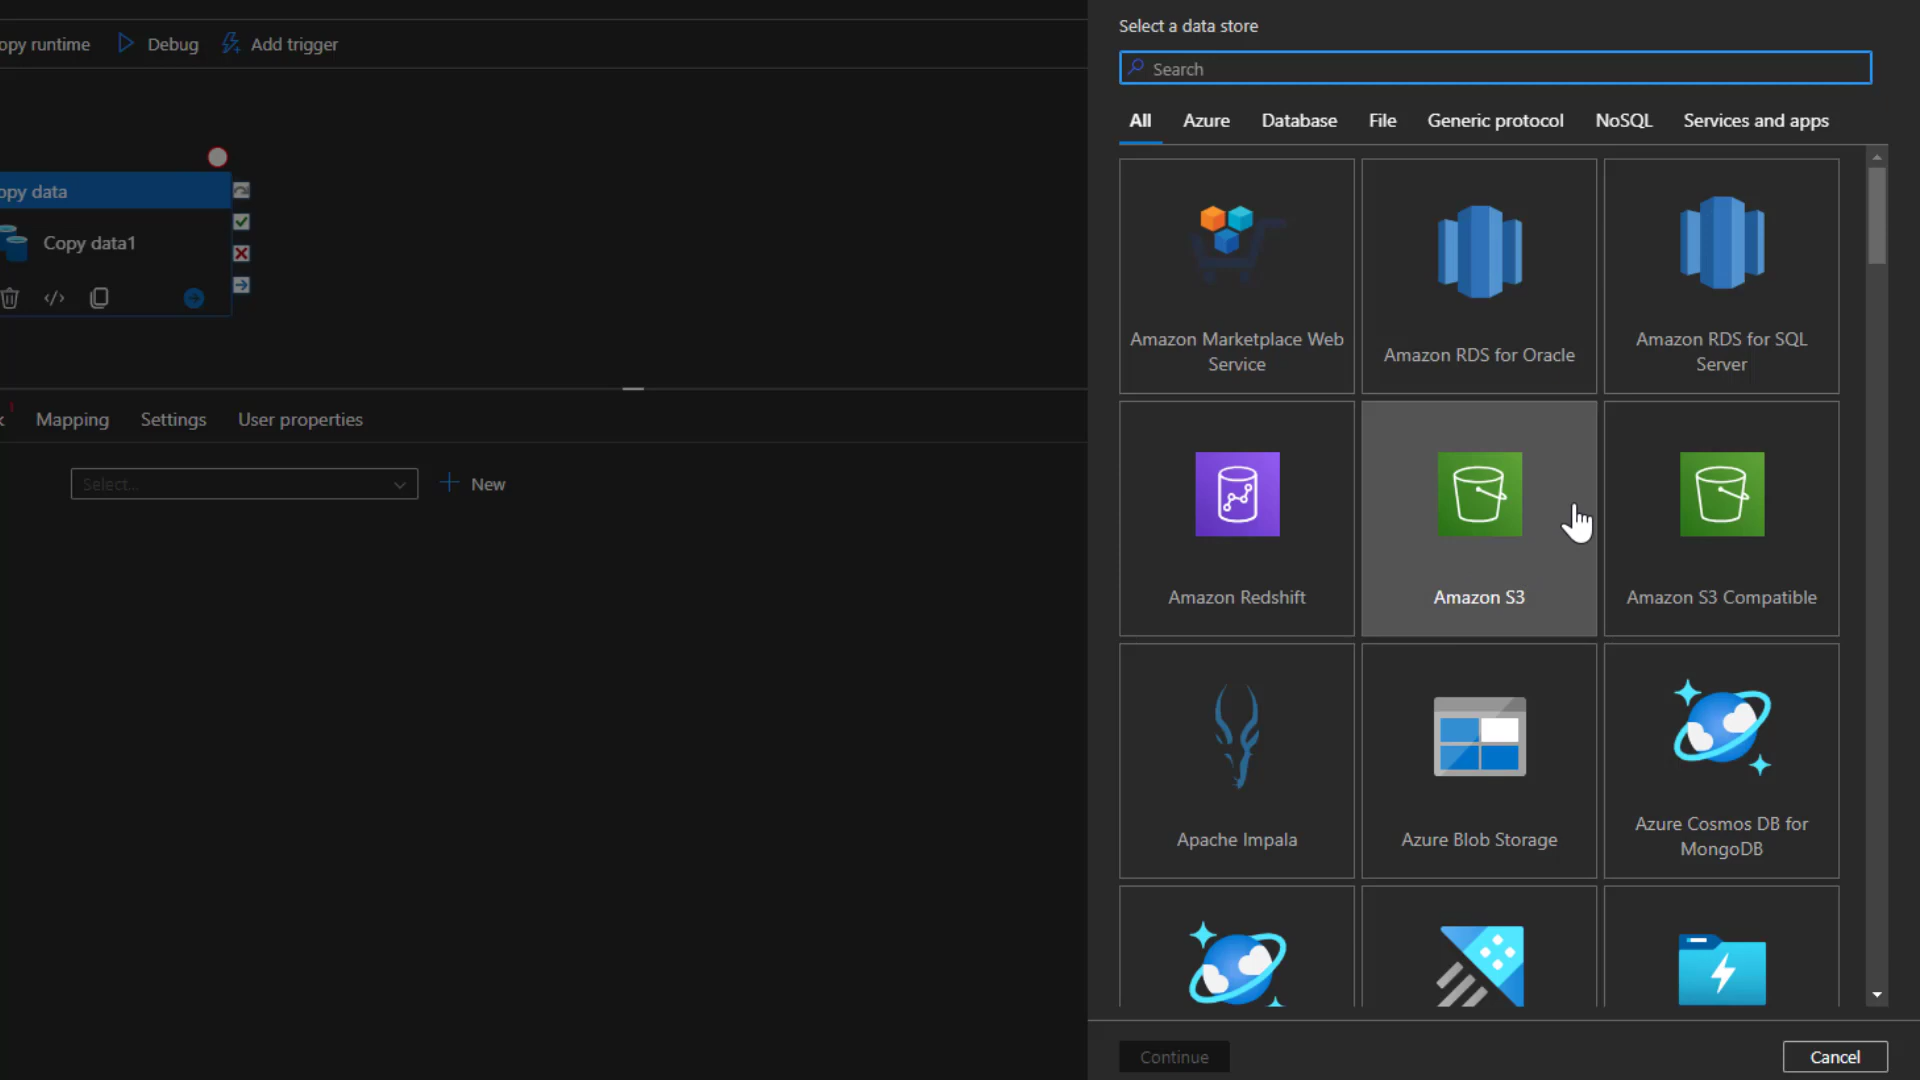 opy runtime
Debug
Add trigger
opy data
Copy data1
Mapping
Settings
User properties
Select...
New
Select a data store
Search
All
Azure
Database
File
Generic protocol
NoSQL
Services and apps
Amazon Marketplace Web
Service
Amazon RDS for Oracle
Amazon RDS for SQL
Server
Amazon Redshift
Amazon S3
Amazon S3 Compatible
Apache Impala
Azure Blob Storage
Azure Cosmos DB for
MongoDB
Continue
Cancel